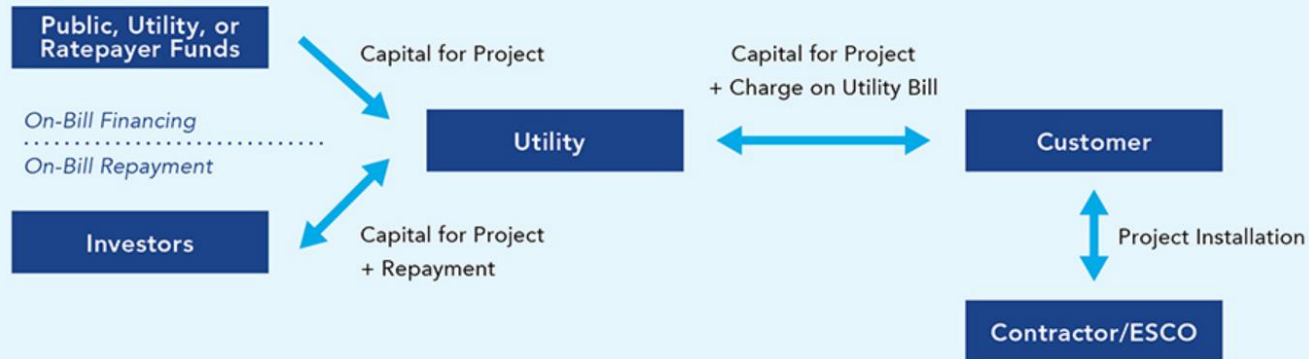 Public, Utility, or
Ratepayer Funds
Capital for Project
Capital for Project
+ Charge on Utility Bill
On-Bill Financing
On-Bill Repayment
Utility
Customer
Investors
Capital for Project
+ Repayment
Project Installation
Contractor/ESCO